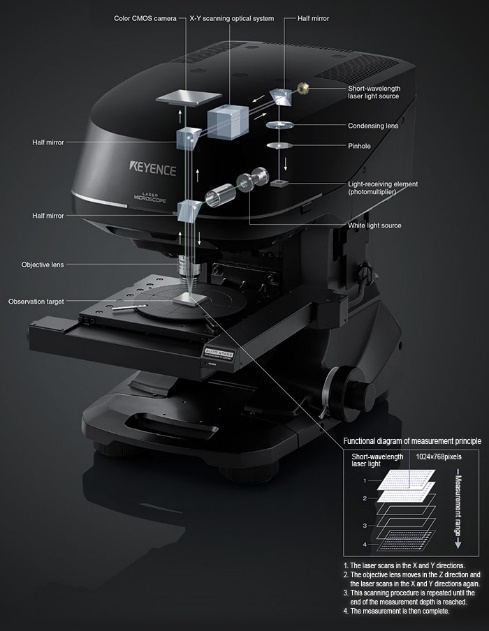 Color CMOS camera
X-Y scanning optical system
Half mirror
Short-wavelength
laser light source
Condensing lens
Half mirror
Pinhole
KEYENCE
LASER
MICROSCOPE
Light-receiving element
(photomultiplier)
Half mirror
White light source
Objective lens
Observation target
Functional diagram of measurement principle
Short-wavelength
laser light
1024×768pixels
1
2
3
4
Measurement range
1. The laser scans in the X and Y directions.
2. The objective lens moves in the Z direction and
the laser scans in the X and Y directions again.
3. This scanning procedure is repeated until the
end of the measurement depth is reached.
4. The measurement is then complete.